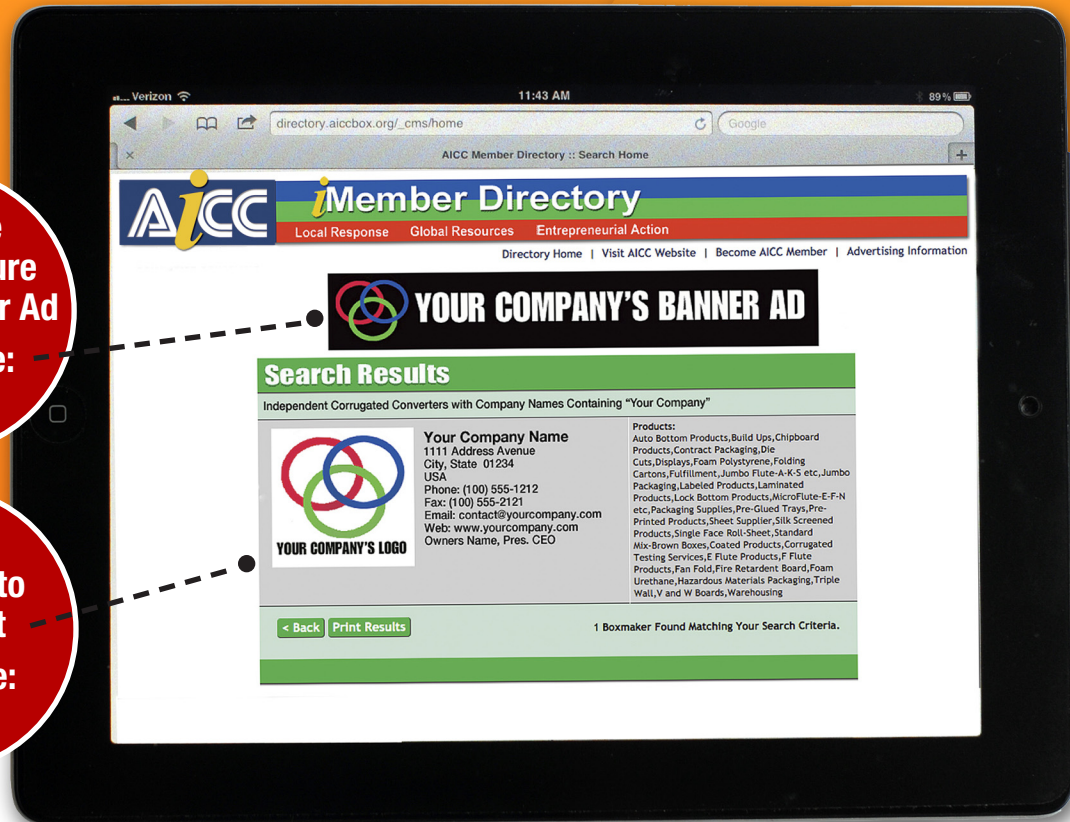 Verizon
11:43 AM
89%
directory.aiccbox.org/_cms/home
Google
AICC Member Directory :: Search Home
AiCC
iMember Directory
Local Response Global Resources Entrepreneurial Action
Directory Home | Visit AICC Website | Become AICC Member | Advertising Information
r Ad
YOUR COMPANY'S BANNER AD
Search Results
Independent Corrugated Converters with Company Names Containing "Your Company"
YOUR COMPANY'S LOGO
Your Company Name
1111 Address Avenue
City, State 01234
USA
Phone: (100) 555-1212
Fax: (100) 555-2121
Email: contact@yourcompany.com
Web: www.yourcompany.com
Owners Name, Pres. CEO
Products:
Auto Bottom Products,Build Ups,Chipboard
Products,Contract Packaging,Die
Cuts,Displays,Foam Polystyrene,Folding
Cartons,Fulfillment,Jumbo Flute-A-K-S etc,Jumbo
Packaging,Labeled Products,Laminated
Products,Lock Bottom Products,MicroFlute-E-F-N
etc,Packaging Supplies,Pre-Glued Trays,Pre-
Printed Products,Sheet Supplier,Silk Screened
Products,Single Face Roll-Sheet,Standard
Mix-Brown Boxes,Coated Products,Corrugated
Testing Services,E Flute Products,F Flute
Products,Fan Fold,Fire Retardent Board,Foam
Urethane,Hazardous Materials Packaging,Triple
Wall,V and W Boards,Warehousing
to
< Back Print Results
1 Boxmaker Found Matching Your Search Criteria.